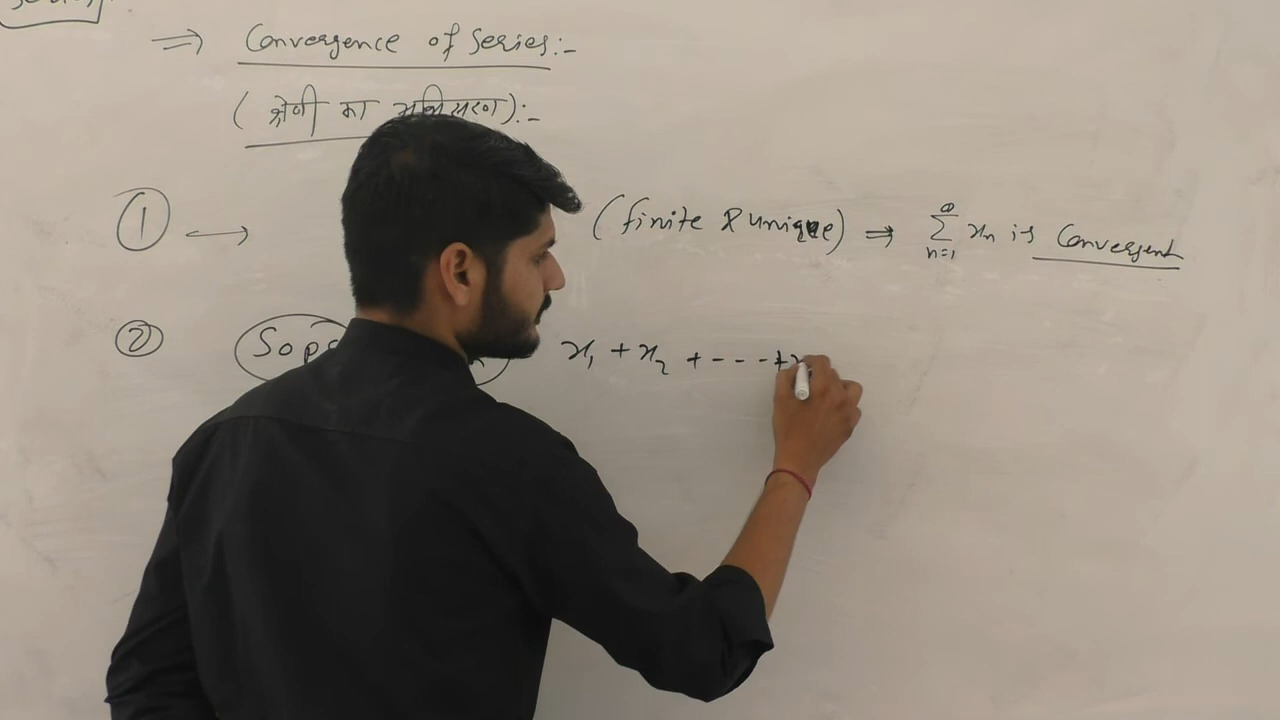 ⇒ Convergence of Series:-
(श्रेणी का अभिसरण):-
① ⟷ (finite & unique) ⇒ ∞ ∑ n=1 xn is Convergent
② x1 + x2 + ---- + x